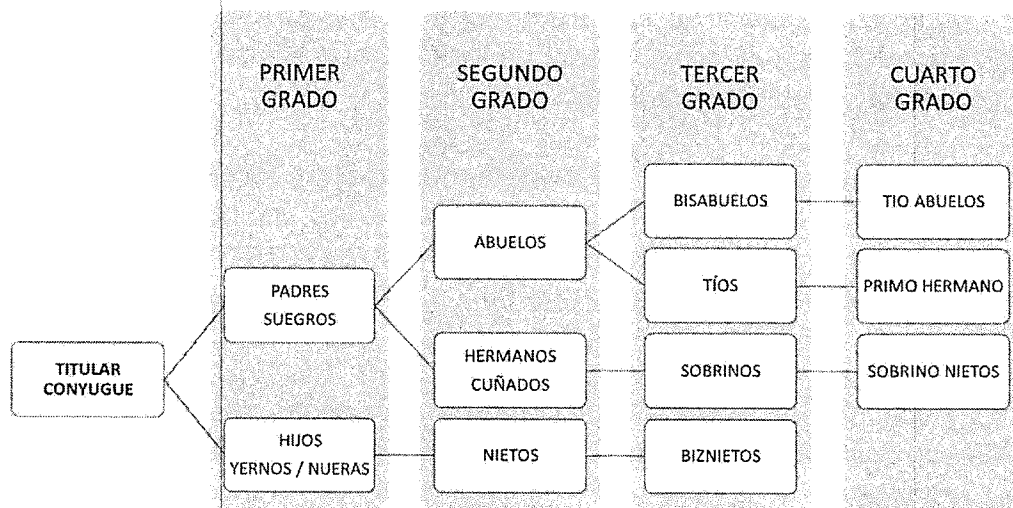 PRIMER
GRADO
SEGUNDO
GRADO
TERCER
GRADO
CUARTO
GRADO
BISABUELOS
TIO ABUELOS
ABUELOS
TÍOS
PRIMO HERMANO
PADRES
SUEGROS
HERMANOS
CUÑADOS
SOBRINOS
SOBRINO NIETOS
TITULAR
CONYUGUE
HIJOS
YERNOS / NUERAS
NIETOS
BIZNIETOS